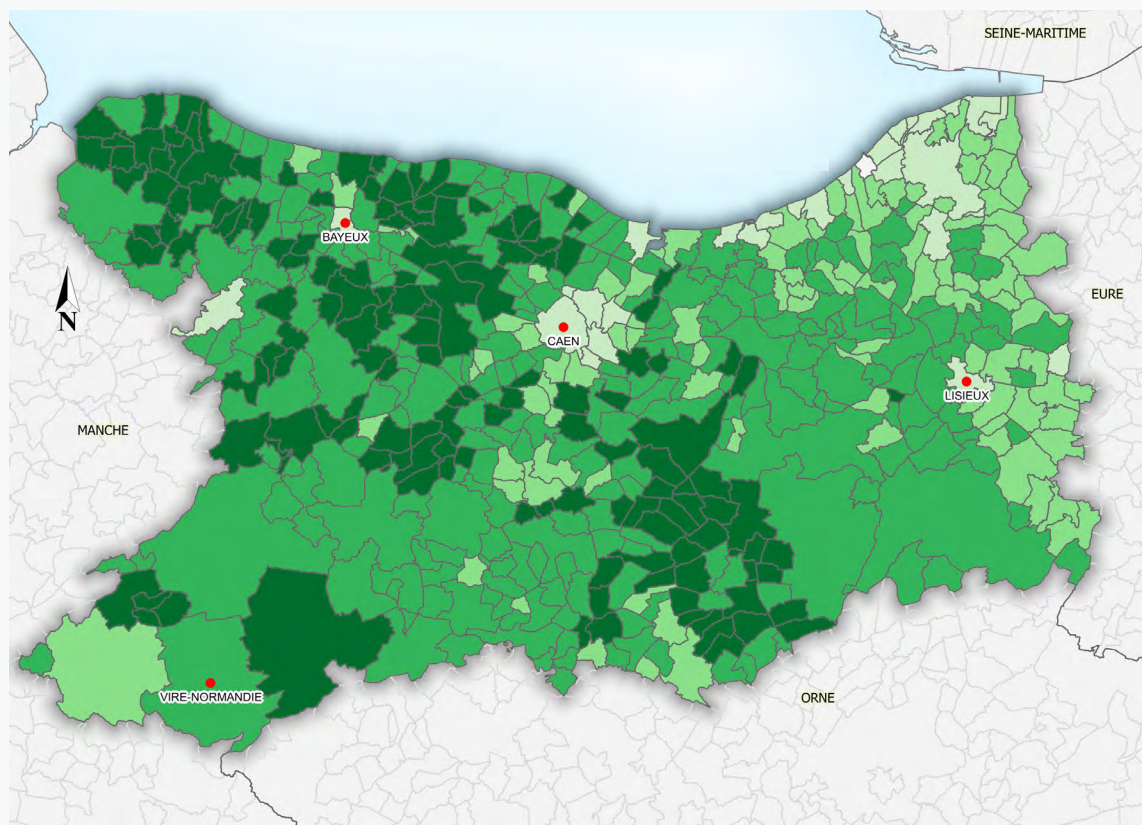 SEINE-MARITIME
BAYEUX
EURE
N
CAEN
LISIEUX
MANCHE
VIRE-NORMANDIE
ORNE